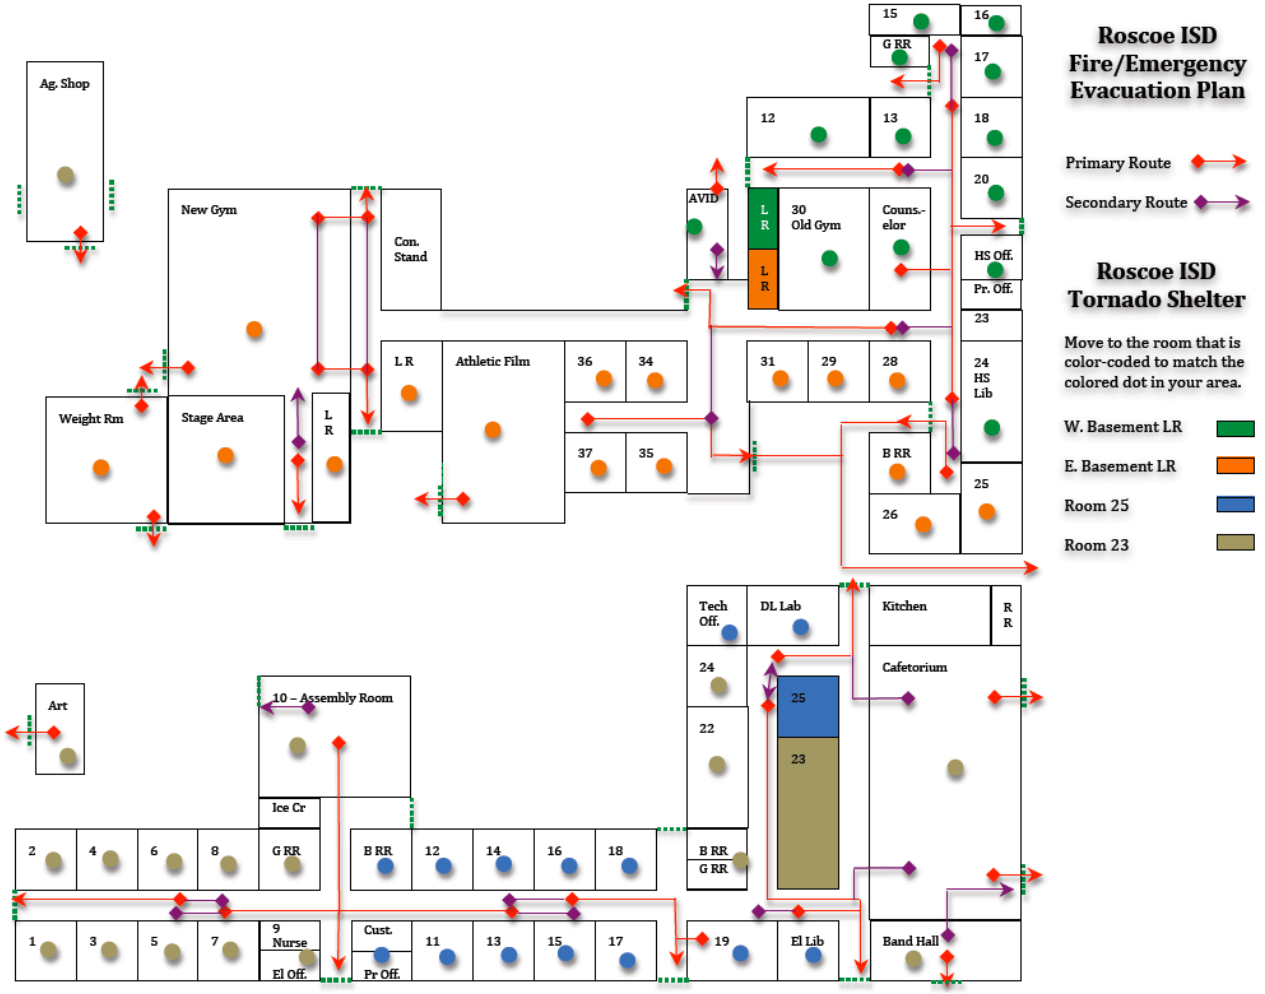 15
16
Roscoe ISD
Fire/Emergency
Evacuation Plan
G RR
17
Ag. Shop
12
13
18
Primary Route
20
Secondary Route
AVID
New Gym
L
R
30
Old Gym
Couns.-
elor
Con.
Stand
HS Off.
L
R
Pr. Off.
Roscoe ISD
Tornado Shelter
23
Move to the room that is
color-coded to match the
colored dot in your area.
L R
Athletic Film
36
34
31
29
28
24
HS
Lib
Weight Rm
Stage Area
L
R
W. Basement LR
37
35
B RR
E. Basement LR
25
26
Room 25
Room 23
Tech
Off.
DL Lab
Kitchen
R
R
24
Cafetorium
10 – Assembly Room
25
Art
22
23
Ice Cr
2
4
6
8
G RR
B RR
12
14
16
18
B RR
G RR
1
3
5
7
9
Nurse
El Off.
Cust.
Pr Off.
11
13
15
17
19
El Lib
Band Hall